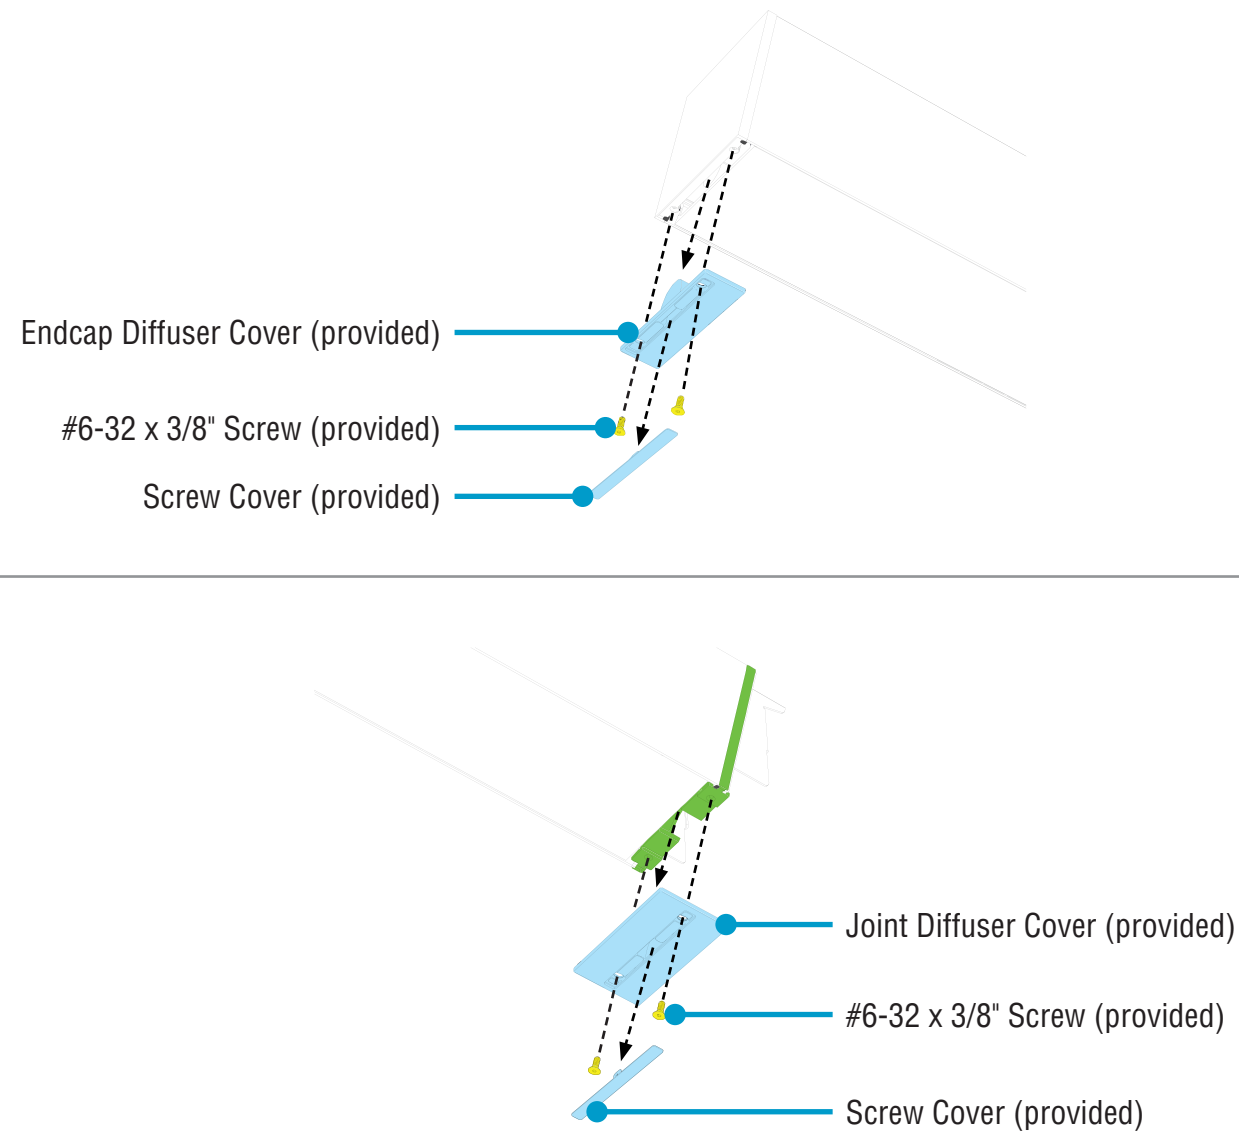 Endcap Diffuser Cover (provided)
#6-32 x 3/8" Screw (provided)
Screw Cover (provided)
Joint Diffuser Cover (provided)
#6-32 x 3/8" Screw (provided)
Screw Cover (provided)